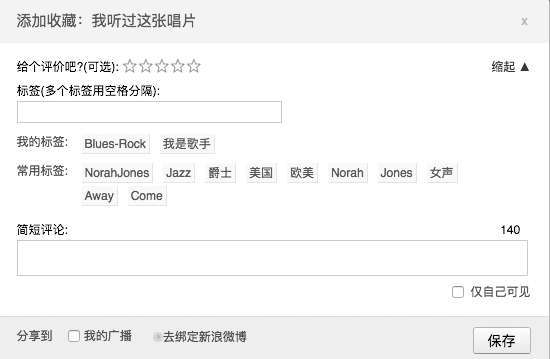 添加收藏：我听过这张唱片 x
给个评价吧?(可选): ☆☆☆☆☆ 缩起 ▲
标签(多个标签用空格分隔):
我的标签: Blues-Rock 我是歌手
常用标签: NorahJones Jazz 爵士 美国 欧美 Norah Jones 女声
Away Come
简短评论: 140
仅自己可见
分享到 我的广播 去绑定新浪微博 保存